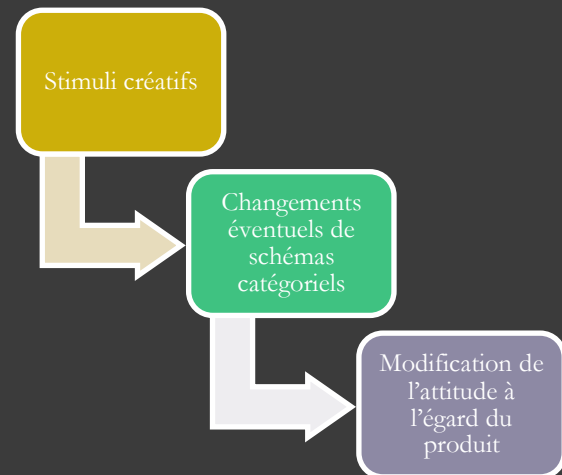 Stimuli créatifs
Changements
éventuels de
schémas
catégoriels
Modification de
l'attitude à
l'égard du
produit